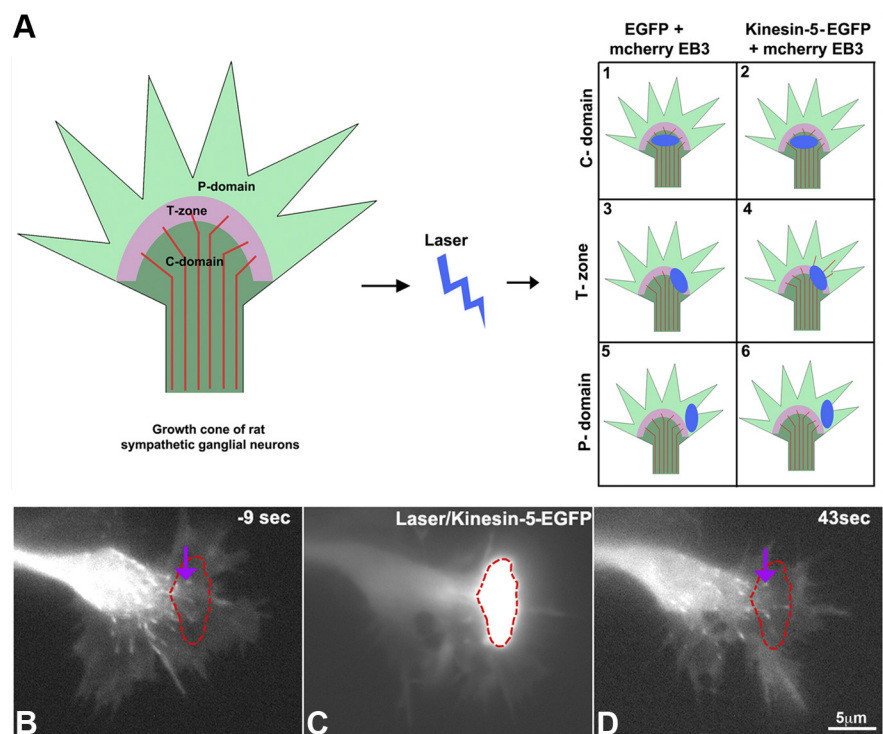 A
EGFP +
mcherry EB3
Kinesin-5-EGFP
+ mcherry EB3
C- domain
T- zone
P- domain
1
2
3
4
5
6
P-domain
T-zone
C-domain
Laser
Growth cone of rat
sympathetic ganglial neurons
-9 sec
B
Laser/Kinesin-5-EGFP
C
43sec
D
5µm